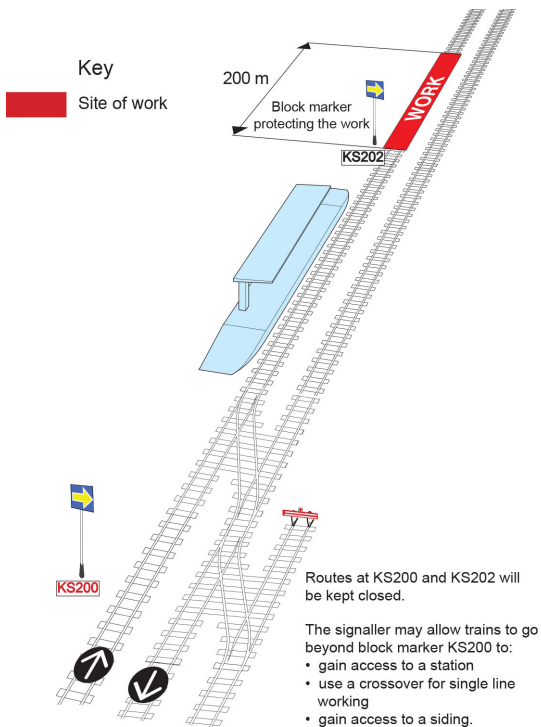 Key
Site of work
200 m
Block marker
protecting the work
WORK
KS202
KS200
Routes at KS200 and KS202 will
be kept closed.
The signaller may allow trains to go
beyond block marker KS200 to:
• gain access to a station
• use a crossover for single line
working
• gain access to a siding.